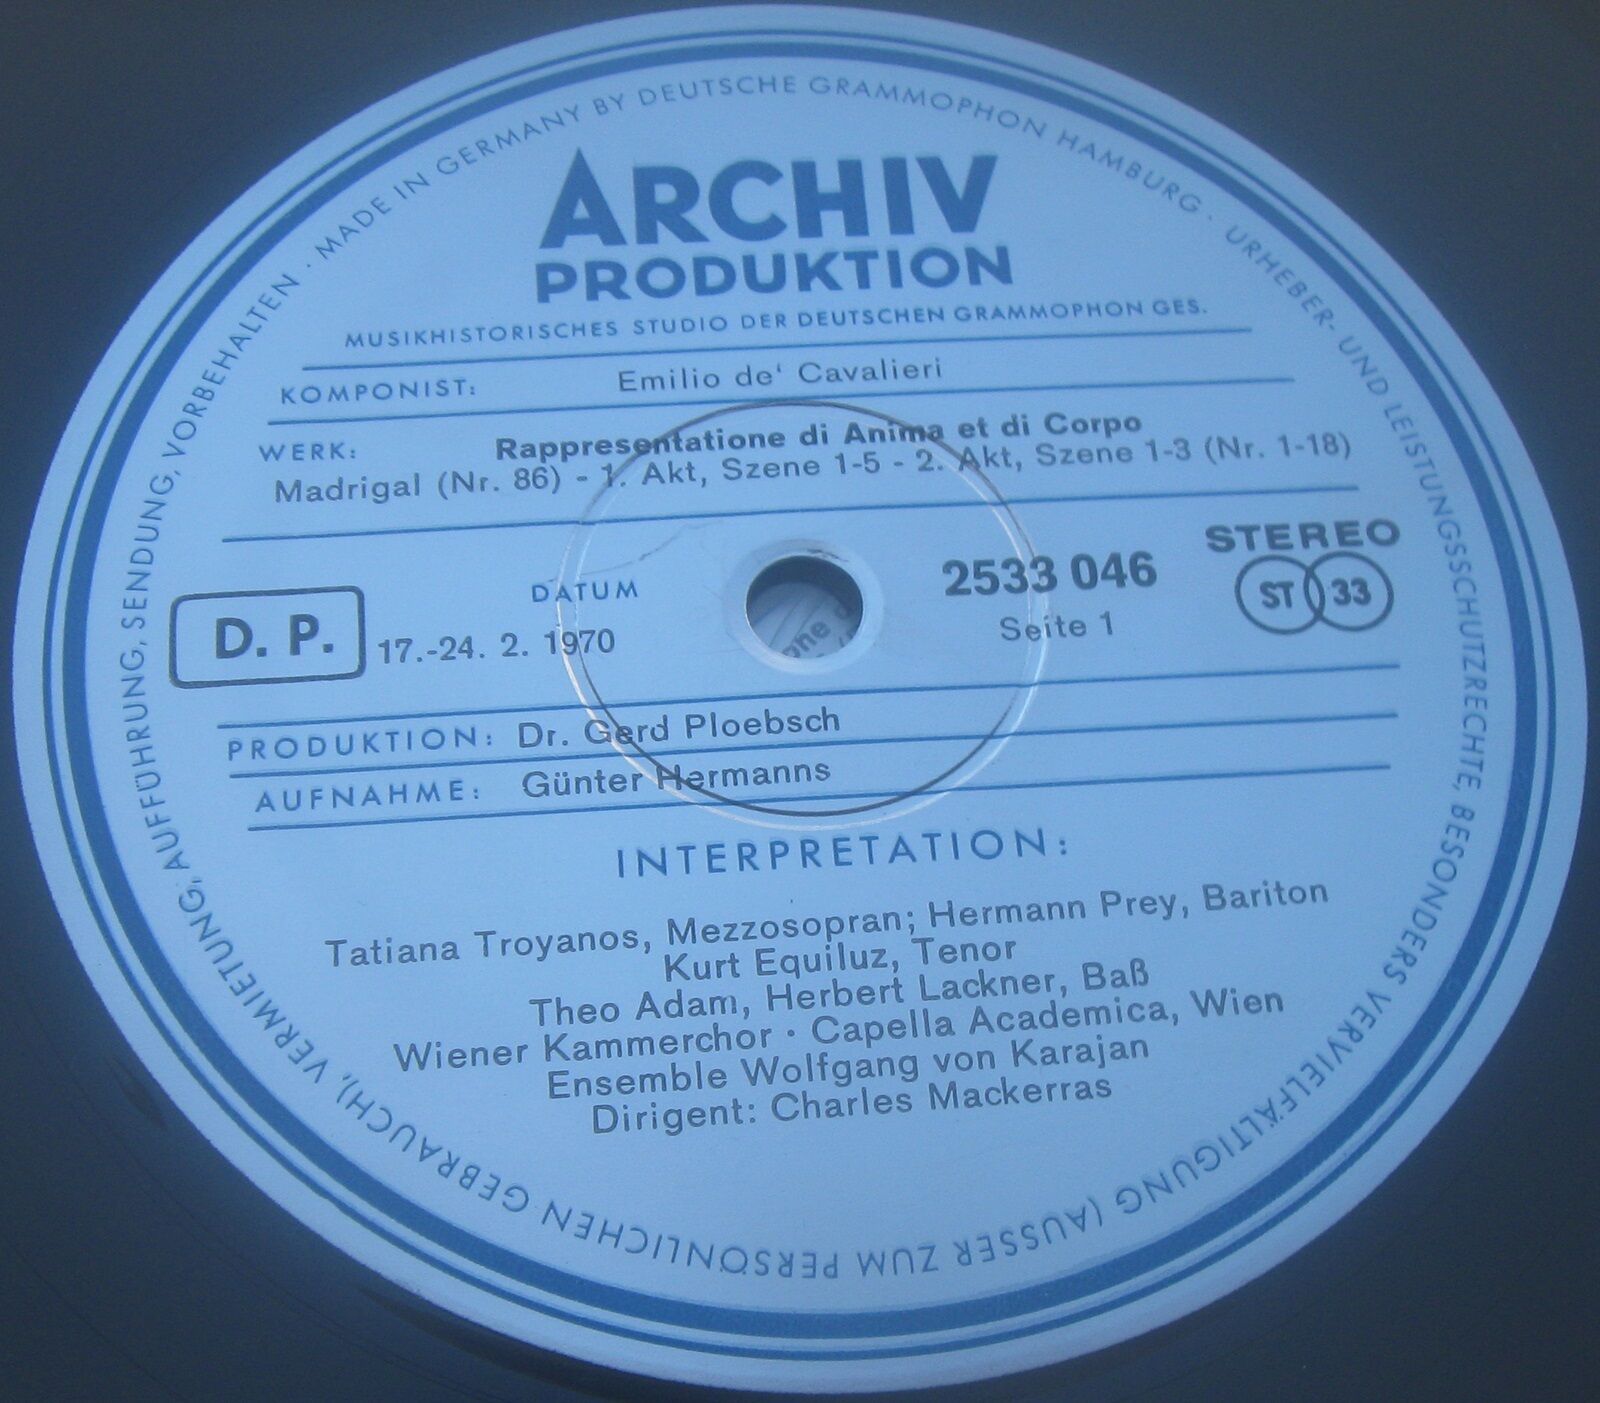 MADE IN GERMANY BY DEUTSCHE GRAMMOPHON HAMBURG · URHEBER- UND LEISTUNGSSCHUTZRECHTE, BESONDERS VERVIELFÄLTIGUNG (AUSSER ZUM PERSÖNLICHEN GEBRAUCH), VERMIETUNG, AUFFÜHRUNG, SENDUNG, VORBEHALTEN ·
ARCHIV
PRODUKTION
MUSIKHISTORISCHES STUDIO DER DEUTSCHEN GRAMMOPHON GES.
KOMPONIST: Emilio de' Cavalieri
WERK: Rappresentatione di Anima et di Corpo
Madrigal (Nr. 86) - 1. Akt, Szene 1-5 - 2. Akt, Szene 1-3 (Nr. 1-18)
STEREO
DATUM 2533 046 ST 33
D. P. 17.-24. 2. 1970 Seite 1
PRODUKTION: Dr. Gerd Ploebsch
AUFNAHME: Günter Hermanns
INTERPRETATION:
Tatiana Troyanos, Mezzosopran; Hermann Prey, Bariton
Kurt Equiluz, Tenor
Theo Adam, Herbert Lackner, Baß
Wiener Kammerchor · Capella Academica, Wien
Ensemble Wolfgang von Karajan
Dirigent: Charles Mackerras